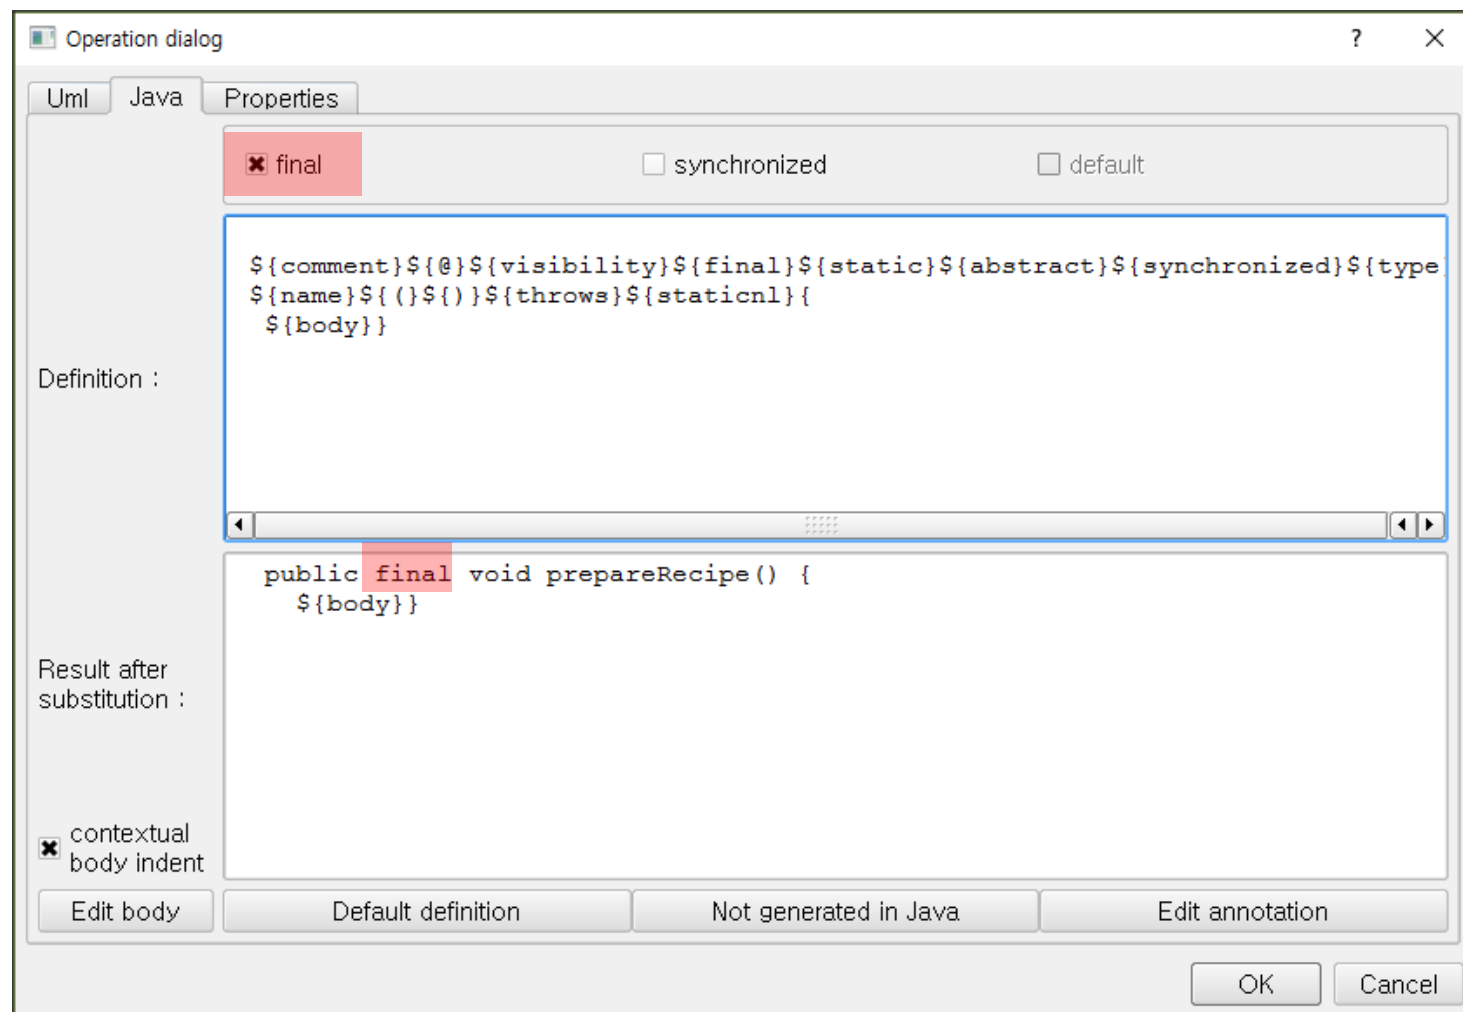 Operation dialog
?
Uml Java Properties
final synchronized default
Definition :
${comment}${@}${visibility}${final}${static}${abstract}${synchronized}${type}
${name}${(}${)}${throws}${staticnl}{
${body}}
Result after
substitution :
public final void prepareRecipe() {
${body}}
contextual
body indent
Edit body Default definition Not generated in Java Edit annotation
OK Cancel